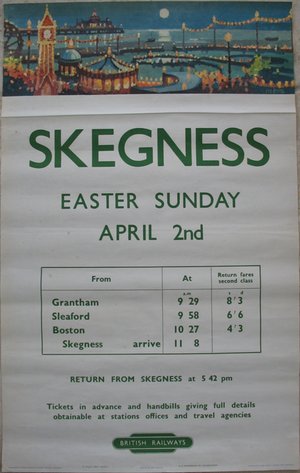 SKEGNESS
EASTER SUNDAY
APRIL 2nd
From At Return fares second class
a.m s d
Grantham 9 29 8'3
Sleaford 9 58 6'6
Boston 10 27 4'3
Skegness arrive 11 8
RETURN FROM SKEGNESS at 5 42 pm
Tickets in advance and handbills giving full details
obtainable at stations offices and travel agencies
BRITISH RAILWAYS